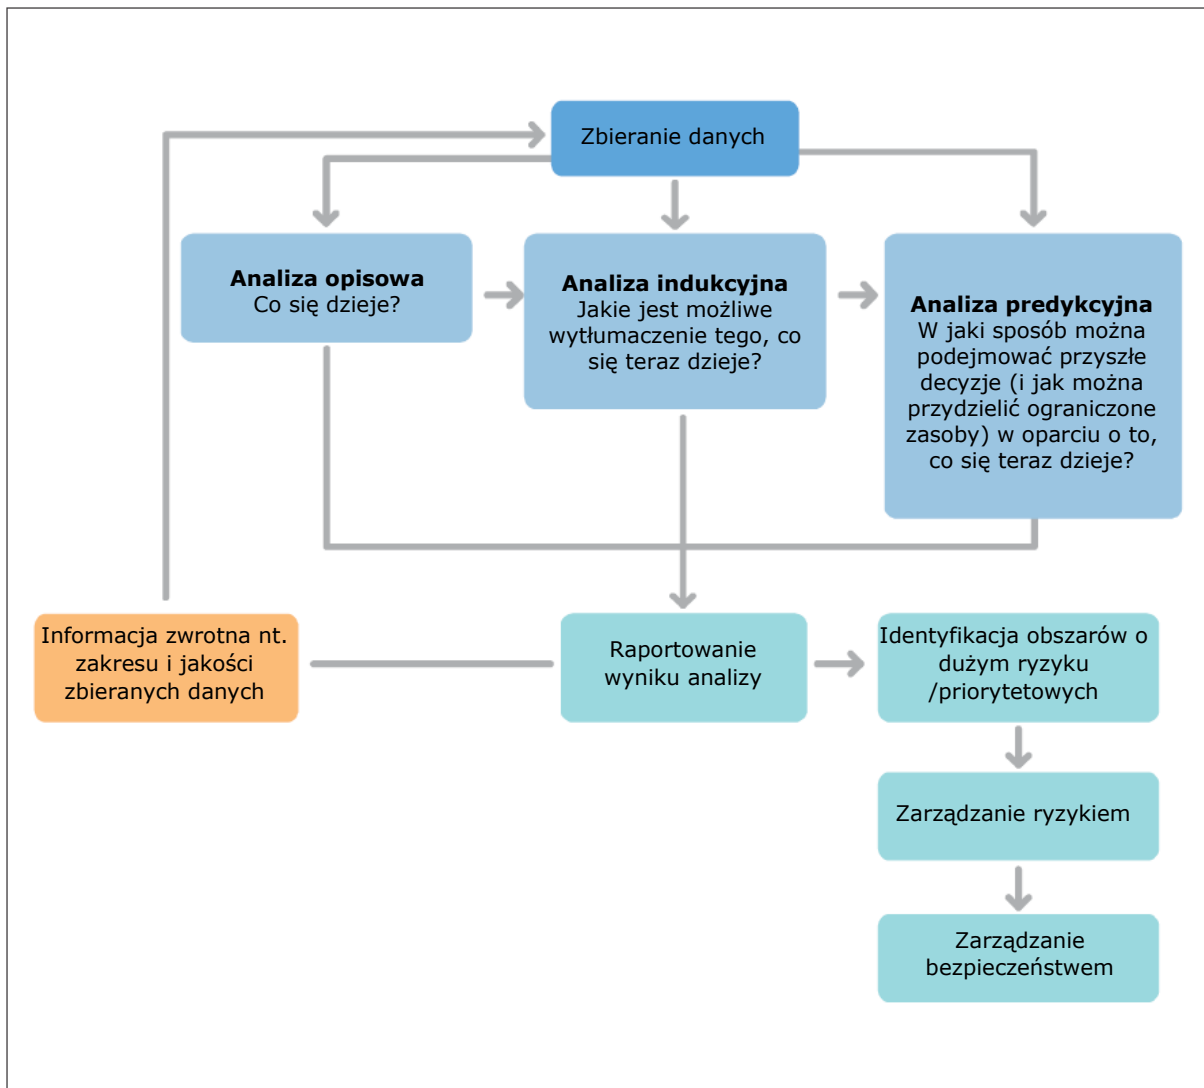 Zbieranie danych
Analiza opisowa
Co się dzieje?
Analiza indukcyjna
Jakie jest możliwe
wytłumaczenie tego, co
się teraz dzieje?
Analiza predykcyjna
W jaki sposób można
podejmować przyszłe
decyzje (i jak można
przydzielić ograniczone
zasoby) w oparciu o to,
co się teraz dzieje?
Informacja zwrotna nt.
zakresu i jakości
zbieranych danych
Raportowanie
wyniku analizy
Identyfikacja obszarów o
dużym ryzyku
/priorytetowych
Zarządzanie ryzykiem
Zarządzanie
bezpieczeństwem